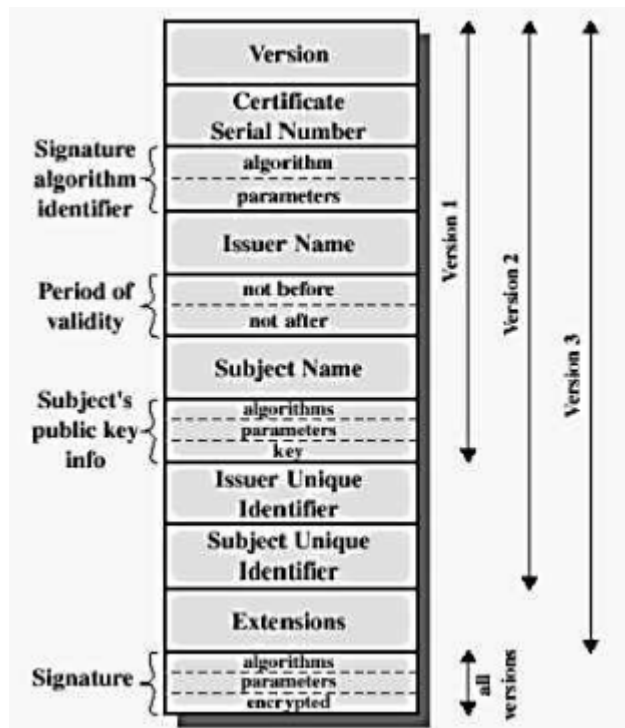 Version
Certificate
Serial Number
Signature
algorithm
identifier
algorithm
parameters
Issuer Name
Period of
validity
not before
not after
Subject Name
Subject's
public key
info
algorithms
parameters
key
Issuer Unique
Identifier
Subject Unique
Identifier
Extensions
Signature
algorithms
parameters
encrypted
Version 1
Version 2
Version 3
all
versions